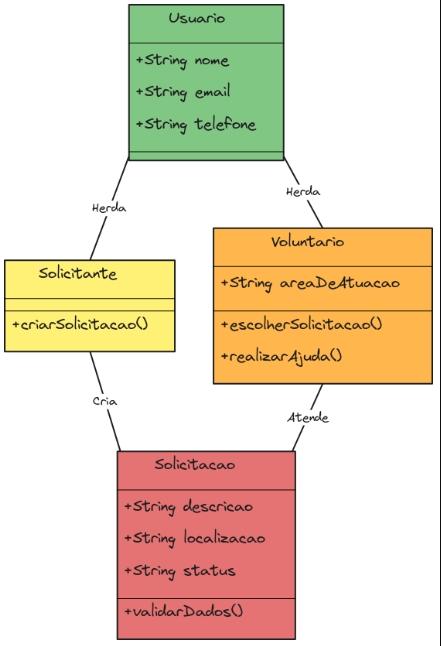 Usuario
+String nome
+String email
+String telefone
Herda
Herda
Solicitante
+criarSolicitacao()
Voluntario
+String areaDeAtuacao
+escolherSolicitacao()
+realizarAjuda()
Cria
Atende
Solicitacao
+String descricao
+String localizacao
+String status
+validarDados()